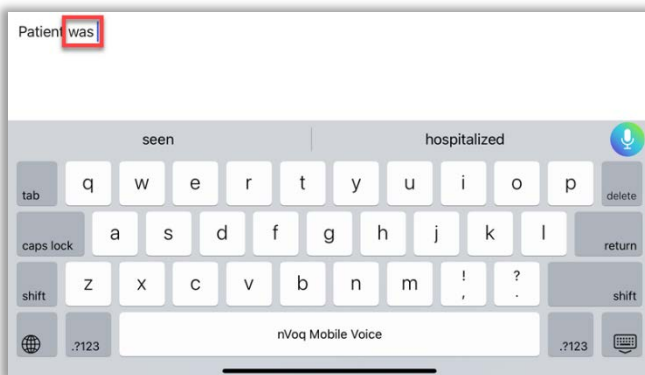 Patient was
seen hospitalized
tab q w e r t y u i o p delete
caps lock a s d f g h j k l return
shift z x c v b n m ! , ? . shift
.?123 nVoq Mobile Voice .?123